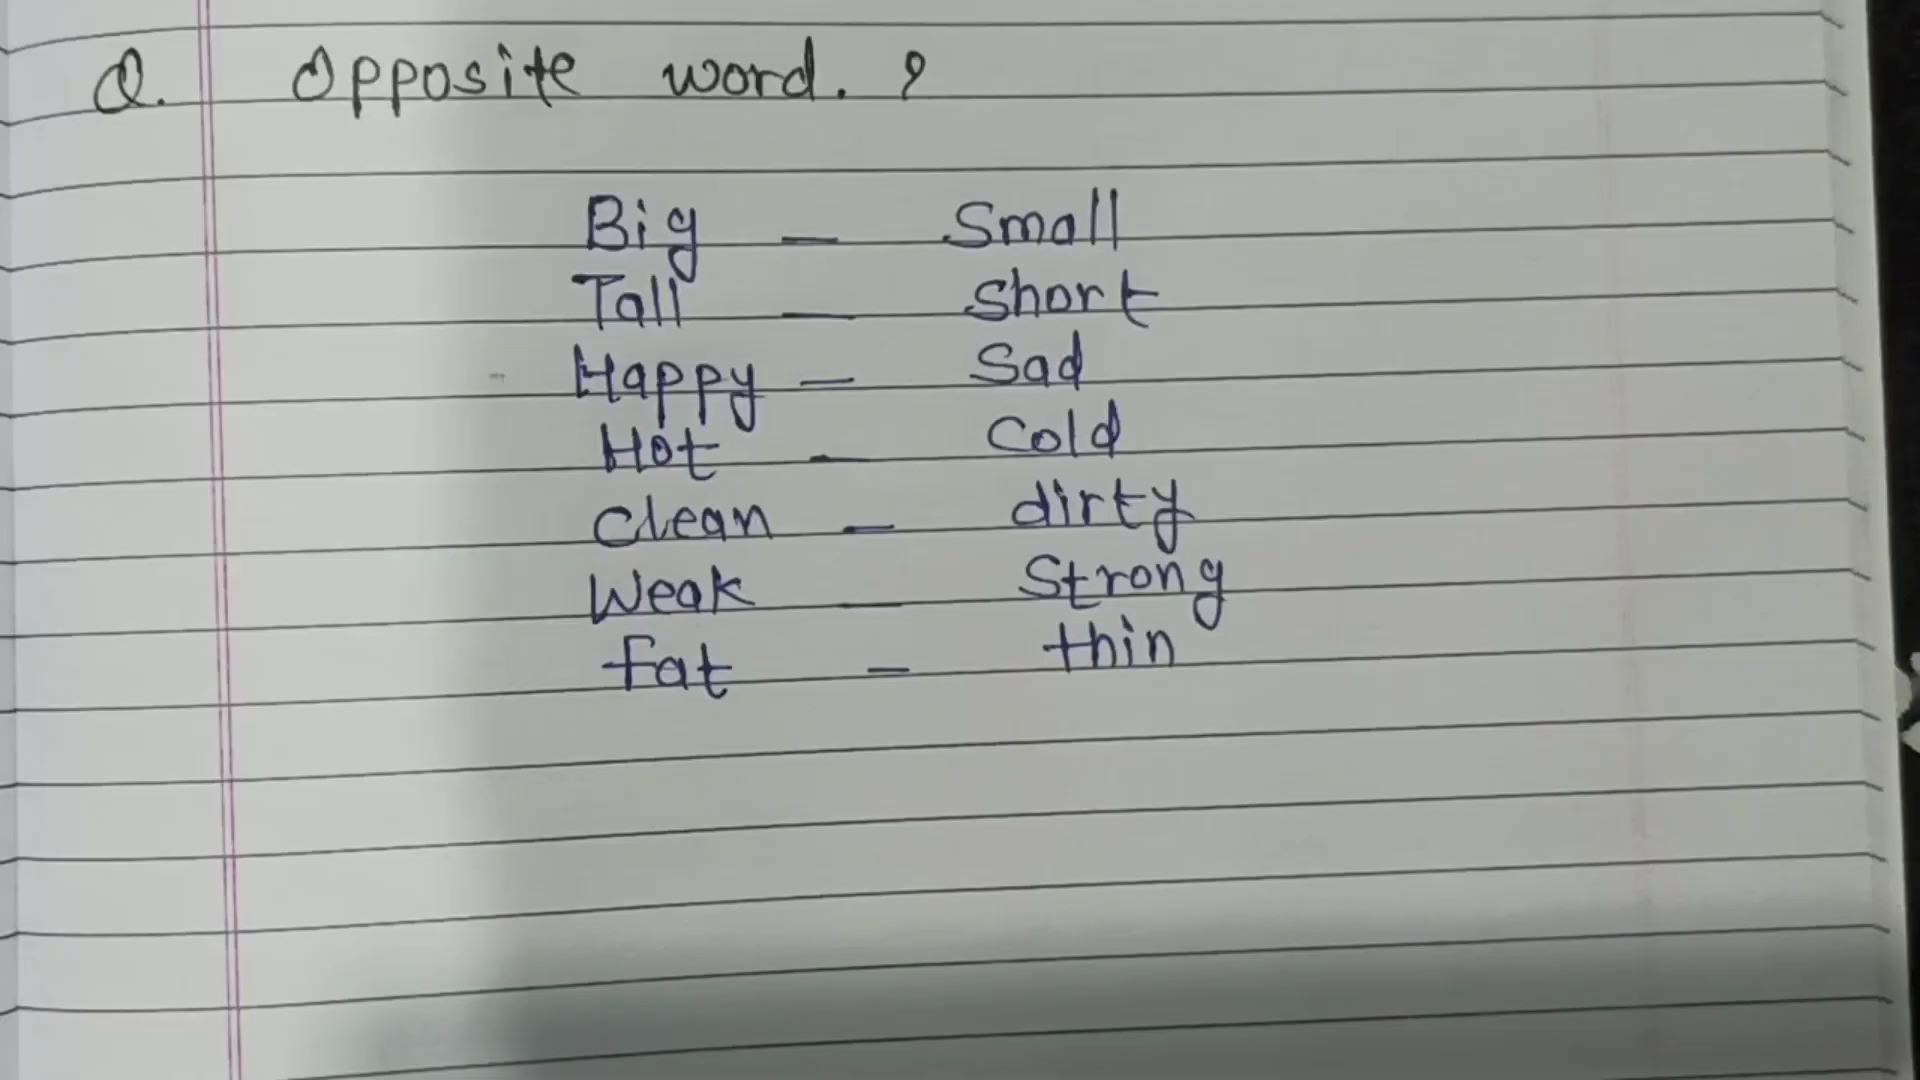 Q. Opposite word. ?
Big — Small
Tall — Short
Happy — Sad
Hot — Cold
Clean — dirty
Weak — Strong
fat — thin